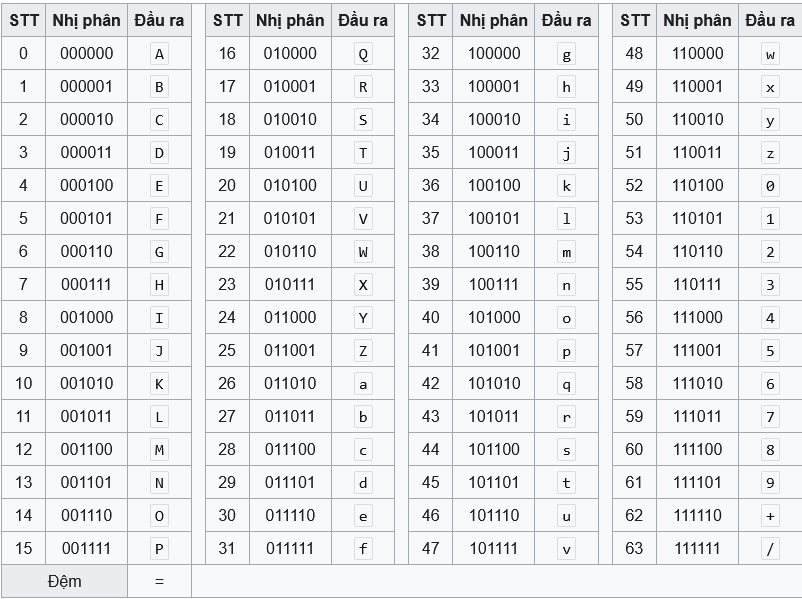 STT Nhị phân Đầu ra STT Nhị phân Đầu ra STT Nhị phân Đầu ra STT Nhị phân Đầu ra
0 000000 A 16 010000 Q 32 100000 g 48 110000 w
1 000001 B 17 010001 R 33 100001 h 49 110001 x
2 000010 C 18 010010 S 34 100010 i 50 110010 y
3 000011 D 19 010011 T 35 100011 j 51 110011 z
4 000100 E 20 010100 U 36 100100 k 52 110100 0
5 000101 F 21 010101 V 37 100101 l 53 110101 1
6 000110 G 22 010110 W 38 100110 m 54 110110 2
7 000111 H 23 010111 X 39 100111 n 55 110111 3
8 001000 I 24 011000 Y 40 101000 o 56 111000 4
9 001001 J 25 011001 Z 41 101001 p 57 111001 5
10 001010 K 26 011010 a 42 101010 q 58 111010 6
11 001011 L 27 011011 b 43 101011 r 59 111011 7
12 001100 M 28 011100 c 44 101100 s 60 111100 8
13 001101 N 29 011101 d 45 101101 t 61 111101 9
14 001110 O 30 011110 e 46 101110 u 62 111110 +
15 001111 P 31 011111 f 47 101111 v 63 111111 /
Đệm =